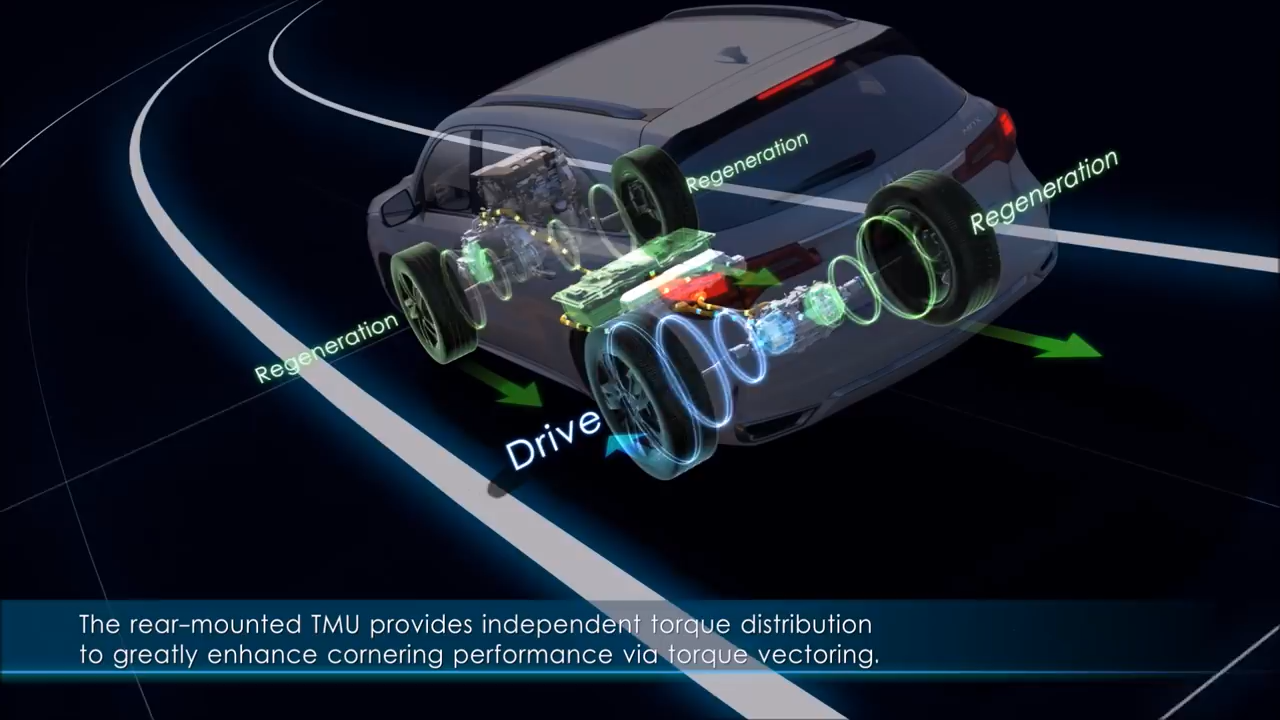 Regeneration
Regeneration
Regeneration
Drive
The rear-mounted TMU provides independent torque distribution
to greatly enhance cornering performance via torque vectoring.